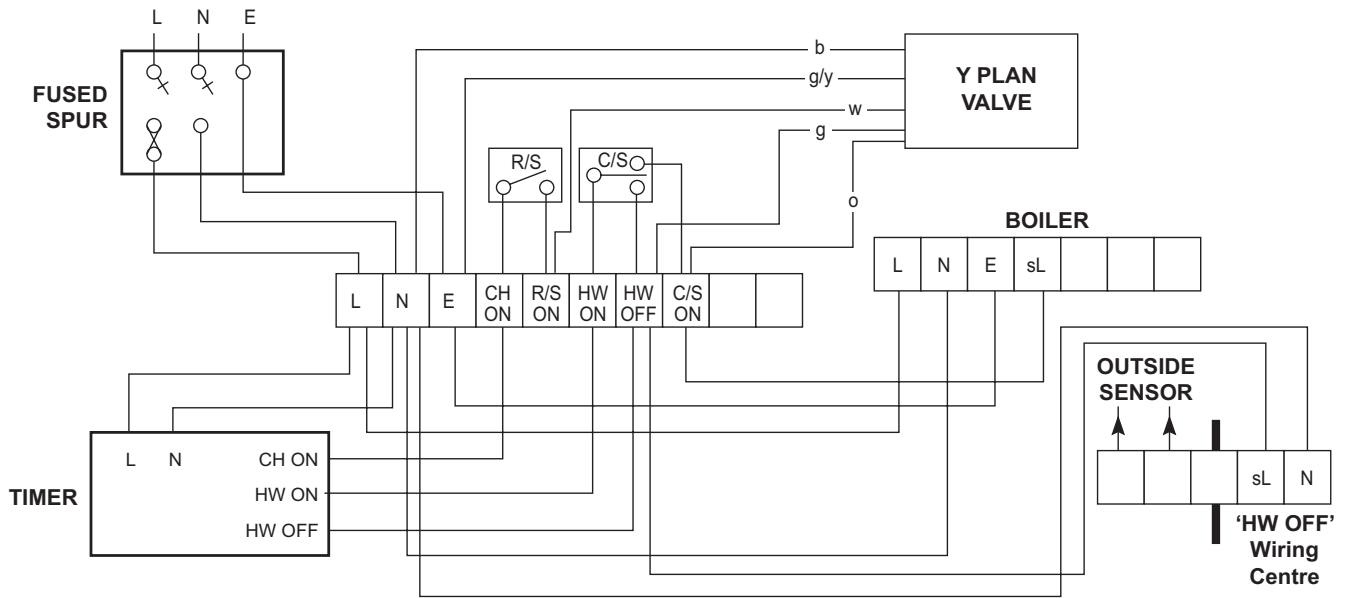 L N E
FUSED
SPUR
b
g/y
w
g
o
Y PLAN
VALVE
R/S
C/S
BOILER
L N E sL
L N E CH ON R/S ON HW ON HW OFF C/S ON
OUTSIDE
SENSOR
sL N
'HW OFF'
Wiring
Centre
TIMER
L N
CH ON
HW ON
HW OFF